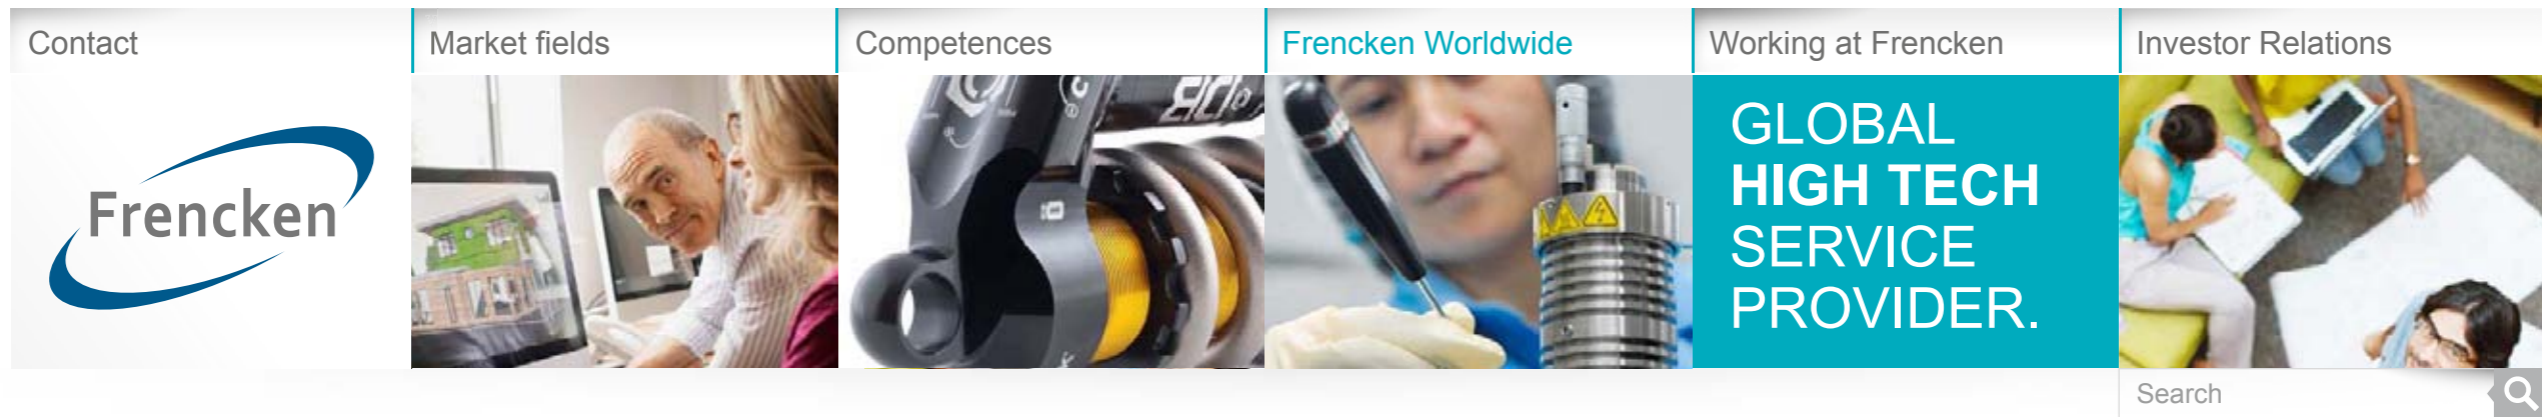 Contact
Market fields
Competences
Frencken Worldwide
Working at Frencken
Investor Relations
Frencken
GLOBAL
HIGH TECH
SERVICE
PROVIDER.
Search